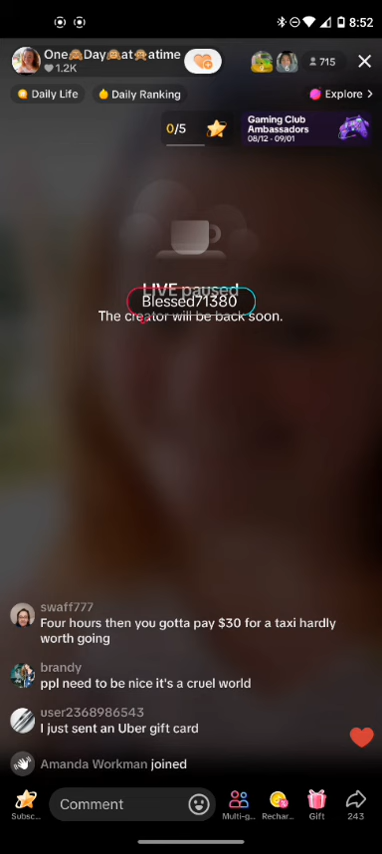 8:52
One🙈Day🙉at🙊atime
1.2K
715
Daily Life
Daily Ranking
Explore >
0/5
Gaming Club
Ambassadors
08/12 - 09/01
LIVE paused
Blessed71380
The creator will be back soon.
swaff777
Four hours then you gotta pay $30 for a taxi hardly
worth going
brandy
ppl need to be nice it's a cruel world
user2368986543
I just sent an Uber gift card
Amanda Workman joined
Comment
Subsc...
Multi-g...
Rechar...
Gift
243